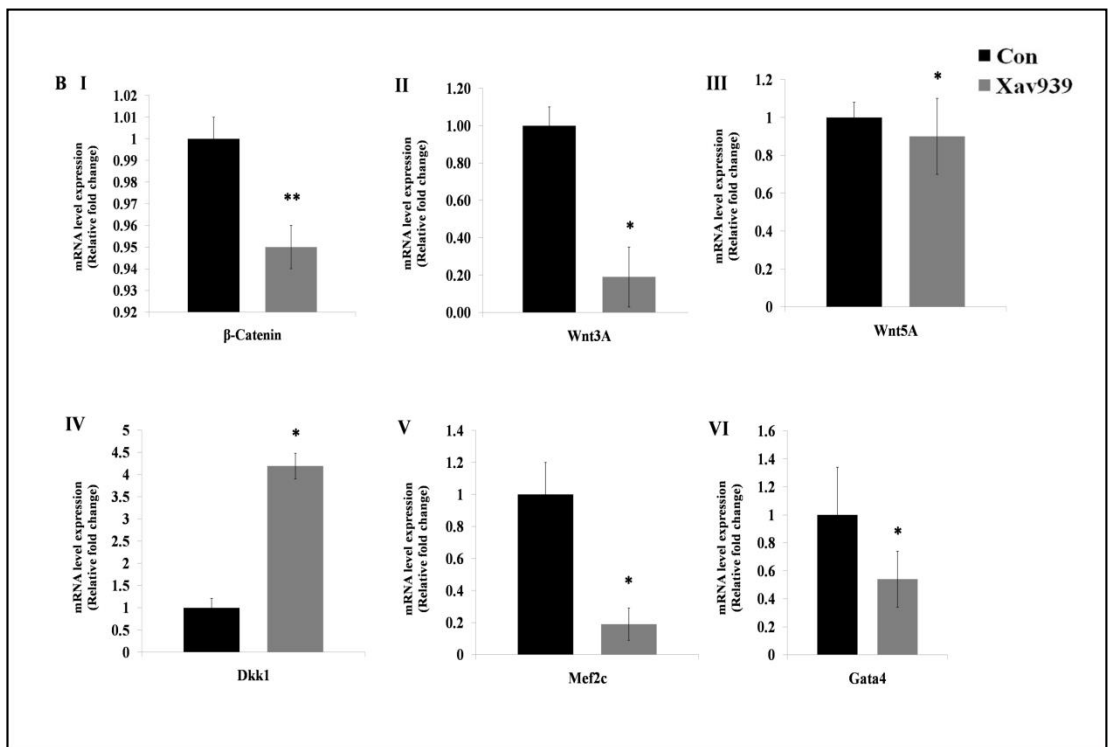 Con
Xav939
B I
mRNA level expression
(Relative fold change)
1.02
1.01
1
0.99
0.98
0.97
0.96
0.95
0.94
0.93
0.92
**
β-Catenin
II
mRNA level expression
(Relative fold change)
1.20
1.00
0.80
0.60
0.40
0.20
0.00
*
Wnt3A
III
mRNA level expression
(Relative fold change)
1.2
1
0.8
0.6
0.4
0.2
0
*
Wnt5A
IV
mRNA level expression
(Relative fold change)
5
4.5
4
3.5
3
2.5
2
1.5
1
0.5
0
*
Dkk1
V
mRNA level expression
(Relative fold change)
1.4
1.2
1
0.8
0.6
0.4
0.2
0
*
Mef2c
VI
mRNA level expression
(Relative fold change)
1.6
1.4
1.2
1
0.8
0.6
0.4
0.2
0
*
Gata4